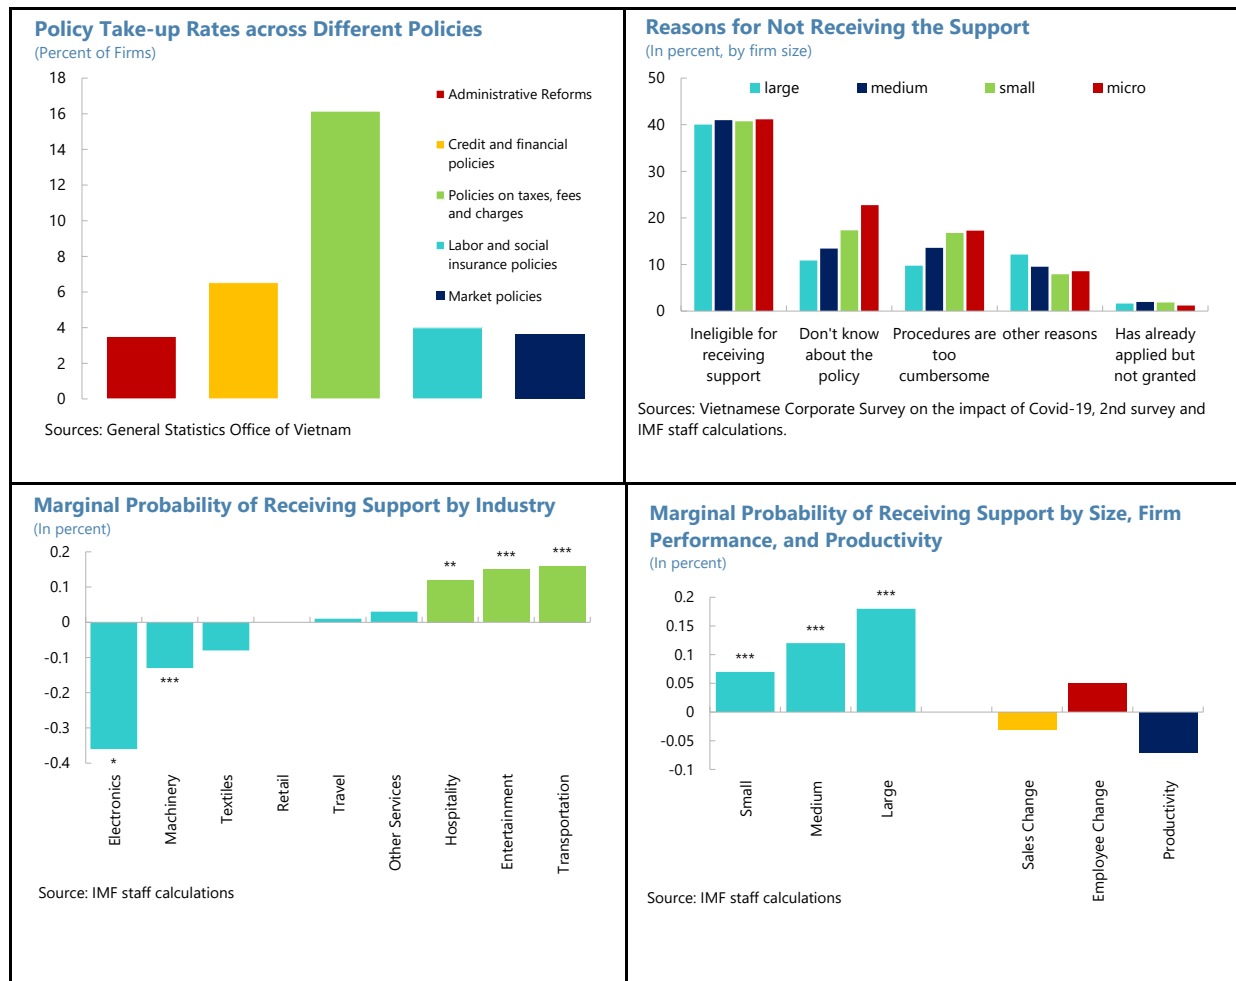 Policy Take-up Rates across Different Policies
(Percent of Firms)
18
16
14
12
10
8
6
4
2
0
Administrative Reforms
Credit and financial
policies
Policies on taxes, fees
and charges
Labor and social
insurance policies
Market policies
Sources: General Statistics Office of Vietnam
Reasons for Not Receiving the Support
(In percent, by firm size)
50
40
30
20
10
0
large medium small micro
Ineligible for
receiving
support
Don't know
about the
policy
Procedures are
too
cumbersome
other reasons
Has already
applied but
not granted
Sources: Vietnamese Corporate Survey on the impact of Covid-19, 2nd survey and
IMF staff calculations.
Marginal Probability of Receiving Support by Industry
(In percent)
0.2
0.1
0
-0.1
-0.2
-0.3
-0.4
*
***
**
***
***
Electronics
Machinery
Textiles
Retail
Travel
Other Services
Hospitality
Entertainment
Transportation
Source: IMF staff calculations
Marginal Probability of Receiving Support by Size, Firm
Performance, and Productivity
(In percent)
0.2
0.15
0.1
0.05
0
-0.05
-0.1
***
***
***
Small
Medium
Large
Sales Change
Employee Change
Productivity
Source: IMF staff calculations